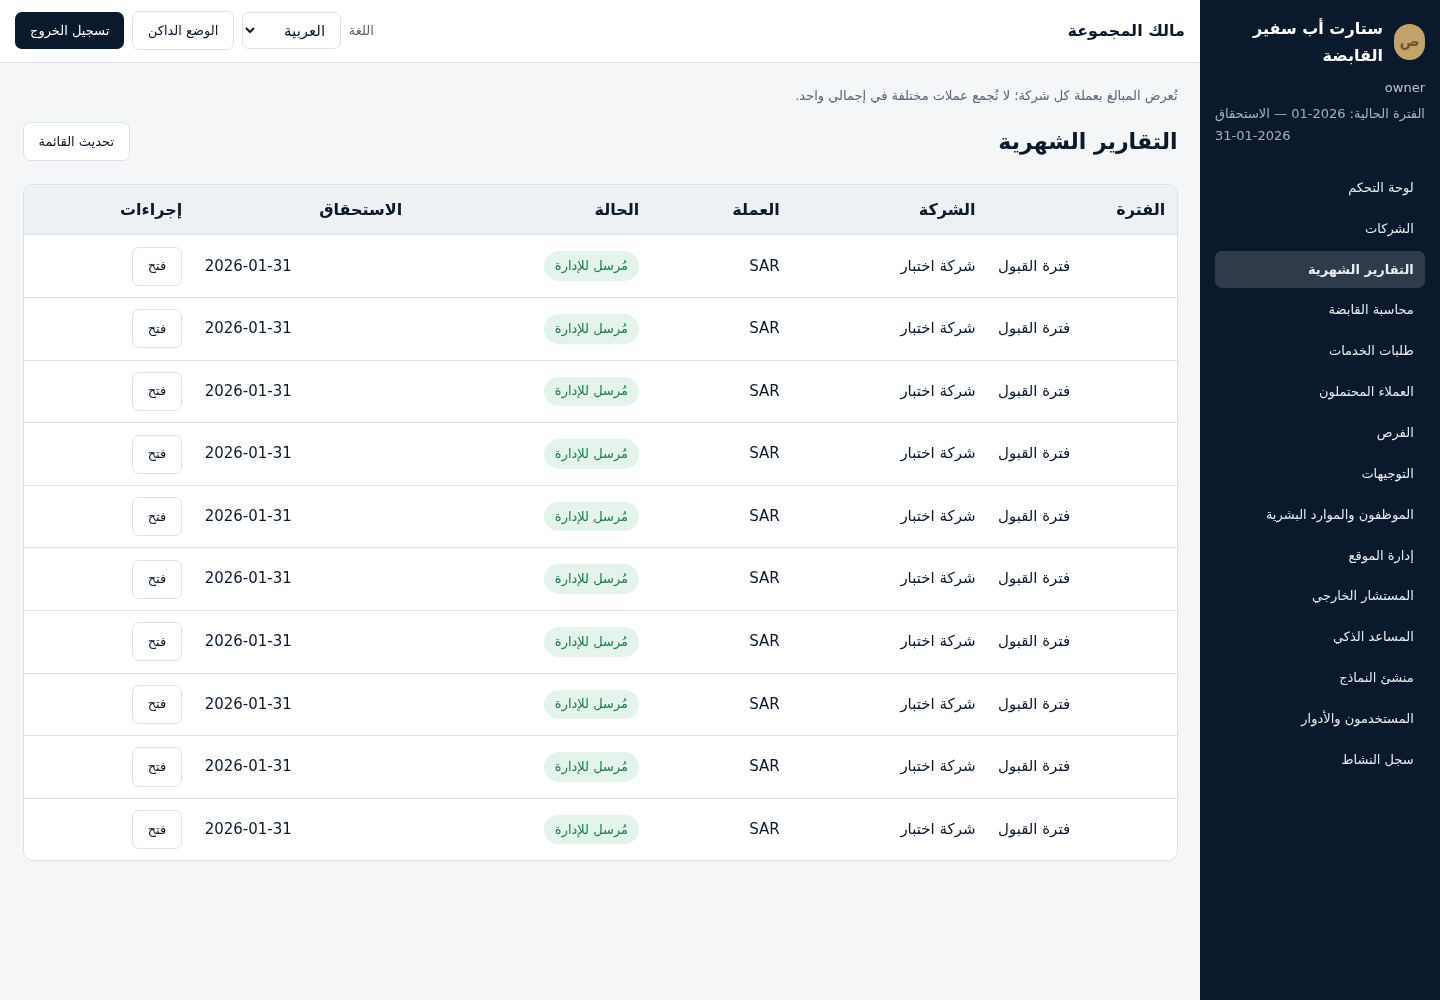 ص
ستارت أب سفير
القابضة
owner
الفترة الحالية: 2026-01 — الاستحقاق
2026-01-31
لوحة التحكم
الشركات
التقارير الشهرية
محاسبة القابضة
طلبات الخدمات
العملاء المحتملون
الفرص
التوجيهات
الموظفون والموارد البشرية
إدارة الموقع
المستشار الخارجي
المساعد الذكي
منشئ النماذج
المستخدمون والأدوار
سجل النشاط
مالك المجموعة اللغة العربية الوضع الداكن تسجيل الخروج
تُعرض المبالغ بعملة كل شركة؛ لا تُجمع عملات مختلفة في إجمالي واحد.
التقارير الشهرية تحديث القائمة
الفترة الشركة العملة الحالة الاستحقاق إجراءات
فترة القبول شركة اختبار SAR مُرسل للإدارة 2026-01-31 فتح
فترة القبول شركة اختبار SAR مُرسل للإدارة 2026-01-31 فتح
فترة القبول شركة اختبار SAR مُرسل للإدارة 2026-01-31 فتح
فترة القبول شركة اختبار SAR مُرسل للإدارة 2026-01-31 فتح
فترة القبول شركة اختبار SAR مُرسل للإدارة 2026-01-31 فتح
فترة القبول شركة اختبار SAR مُرسل للإدارة 2026-01-31 فتح
فترة القبول شركة اختبار SAR مُرسل للإدارة 2026-01-31 فتح
فترة القبول شركة اختبار SAR مُرسل للإدارة 2026-01-31 فتح
فترة القبول شركة اختبار SAR مُرسل للإدارة 2026-01-31 فتح
فترة القبول شركة اختبار SAR مُرسل للإدارة 2026-01-31 فتح